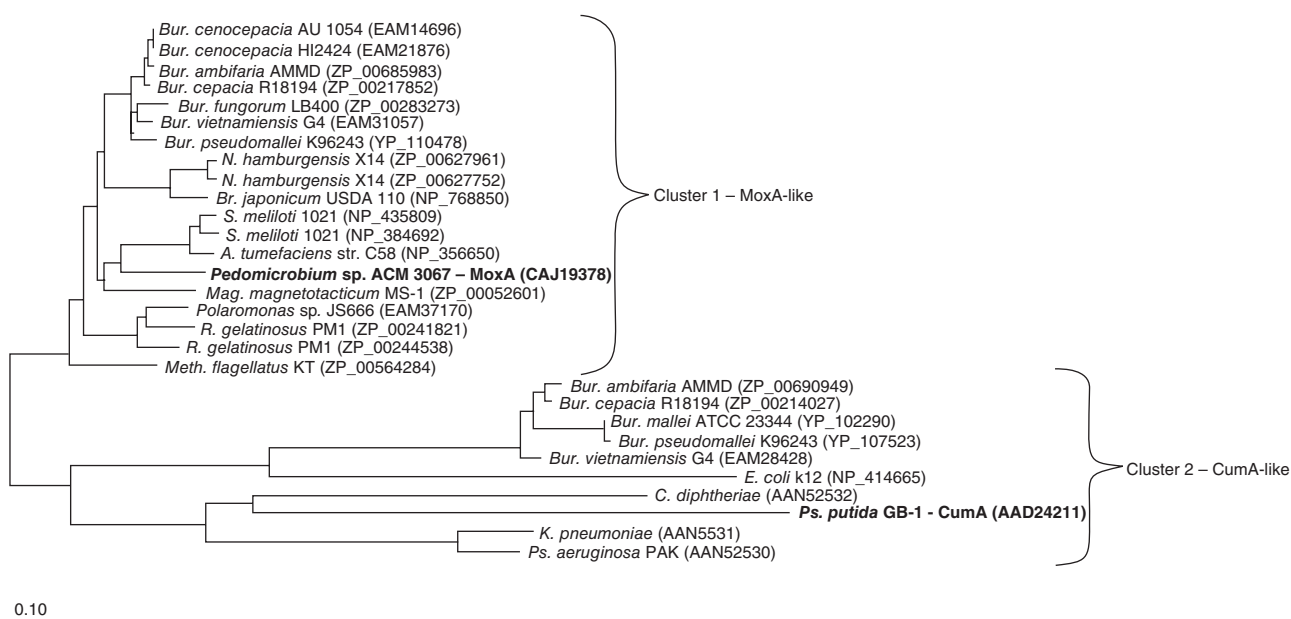 Bur. cenocepacia AU 1054 (EAM14696)
Bur. cenocepacia HI2424 (EAM21876)
Bur. ambifaria AMMD (ZP_00685983)
Bur. cepacia R18194 (ZP_00217852)
Bur. fungorum LB400 (ZP_00283273)
Bur. vietnamiensis G4 (EAM31057)
Bur. pseudomallei K96243 (YP_110478)
N. hamburgensis X14 (ZP_00627961)
N. hamburgensis X14 (ZP_00627752)
Br. japonicum USDA 110 (NP_768850)
S. meliloti 1021 (NP_435809)
S. meliloti 1021 (NP_384692)
A. tumefaciens str. C58 (NP_356650)
Pedomicrobium sp. ACM 3067 – MoxA (CAJ19378)
Mag. magnetotacticum MS-1 (ZP_00052601)
Polaromonas sp. JS666 (EAM37170)
R. gelatinosus PM1 (ZP_00241821)
R. gelatinosus PM1 (ZP_00244538)
Meth. flagellatus KT (ZP_00564284)
Cluster 1 – MoxA-like
Bur. ambifaria AMMD (ZP_00690949)
Bur. cepacia R18194 (ZP_00214027)
Bur. mallei ATCC 23344 (YP_102290)
Bur. pseudomallei K96243 (YP_107523)
Bur. vietnamiensis G4 (EAM28428)
E. coli k12 (NP_414665)
C. diphtheriae (AAN52532)
Ps. putida GB-1 - CumA (AAD24211)
K. pneumoniae (AAN5531)
Ps. aeruginosa PAK (AAN52530)
Cluster 2 – CumA-like
0.10